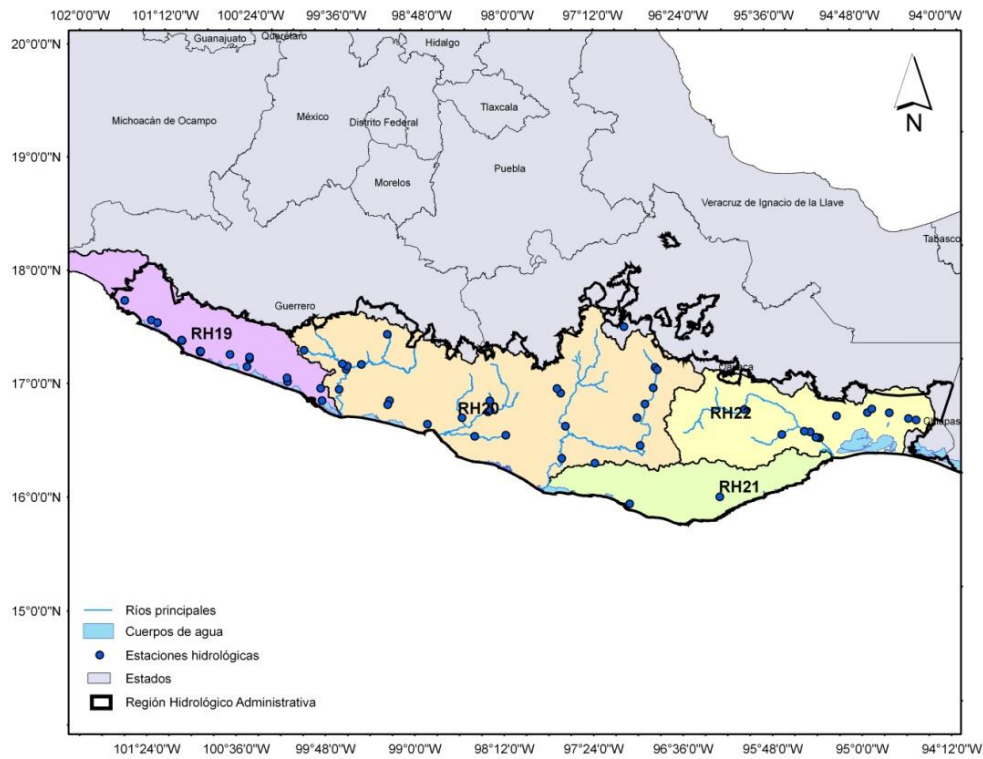 102°0'0"W 101°12'0"W 100°24'0"W 99°36'0"W 98°48'0"W 98°0'0"W 97°12'0"W 96°24'0"W 95°36'0"W 94°48'0"W 94°0'0"W
20°0'0"N
Guanajuato
Querétaro
Hidalgo
N
Tlaxcala
Michoacán de Ocampo
México
Distrito Federal
19°0'0"N
Puebla
Morelos
Veracruz de Ignacio de la Llave
Tabasco
18°0'0"N
Guerrero
RH19
17°0'0"N
Oaxaca
RH20
RH22
Chiapas
RH21
16°0'0"N
15°0'0"N
Ríos principales
Cuerpos de agua
Estaciones hidrológicas
Estados
Región Hidrológico Administrativa
101°24'0"W 100°36'0"W 99°48'0"W 99°0'0"W 98°12'0"W 97°24'0"W 96°36'0"W 95°48'0"W 95°0'0"W 94°12'0"W